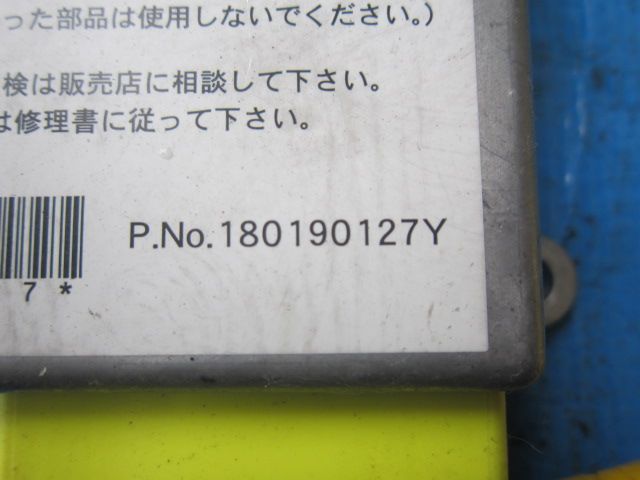 った部品は使用しないでください。)
検は販売店に相談して下さい。
は修理書に従って下さい。
P.No.180190127Y
7*